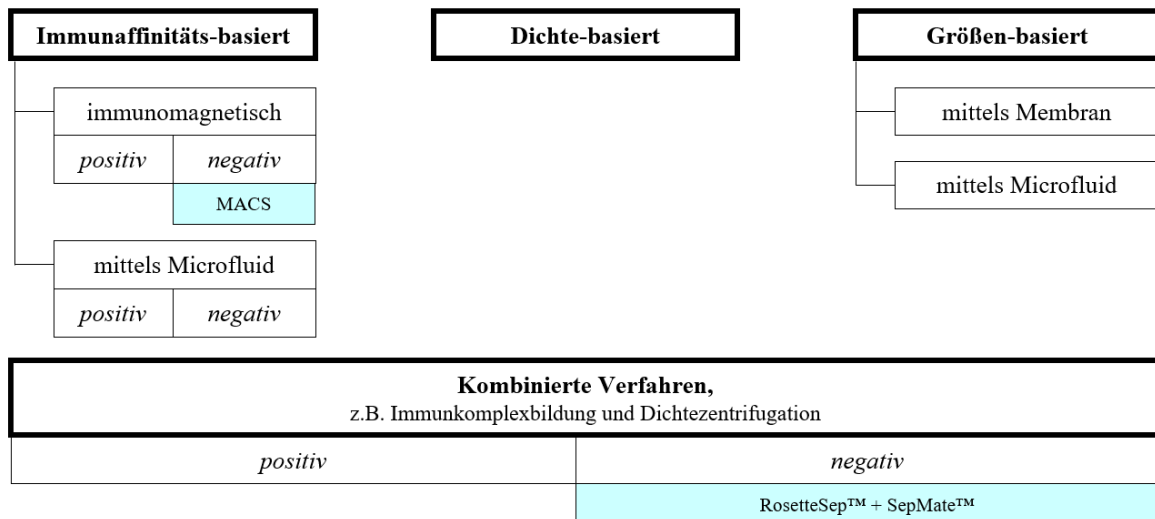 Immunaffinitäts-basiert
Dichte-basiert
Größen-basiert
immunomagnetisch
positiv
negativ
MACS
mittels Microfluid
positiv
negativ
mittels Membran
mittels Microfluid
Kombinierte Verfahren,
z.B. Immunkomplexbildung und Dichtezentrifugation
positiv
negativ
RosetteSep™ + SepMate™